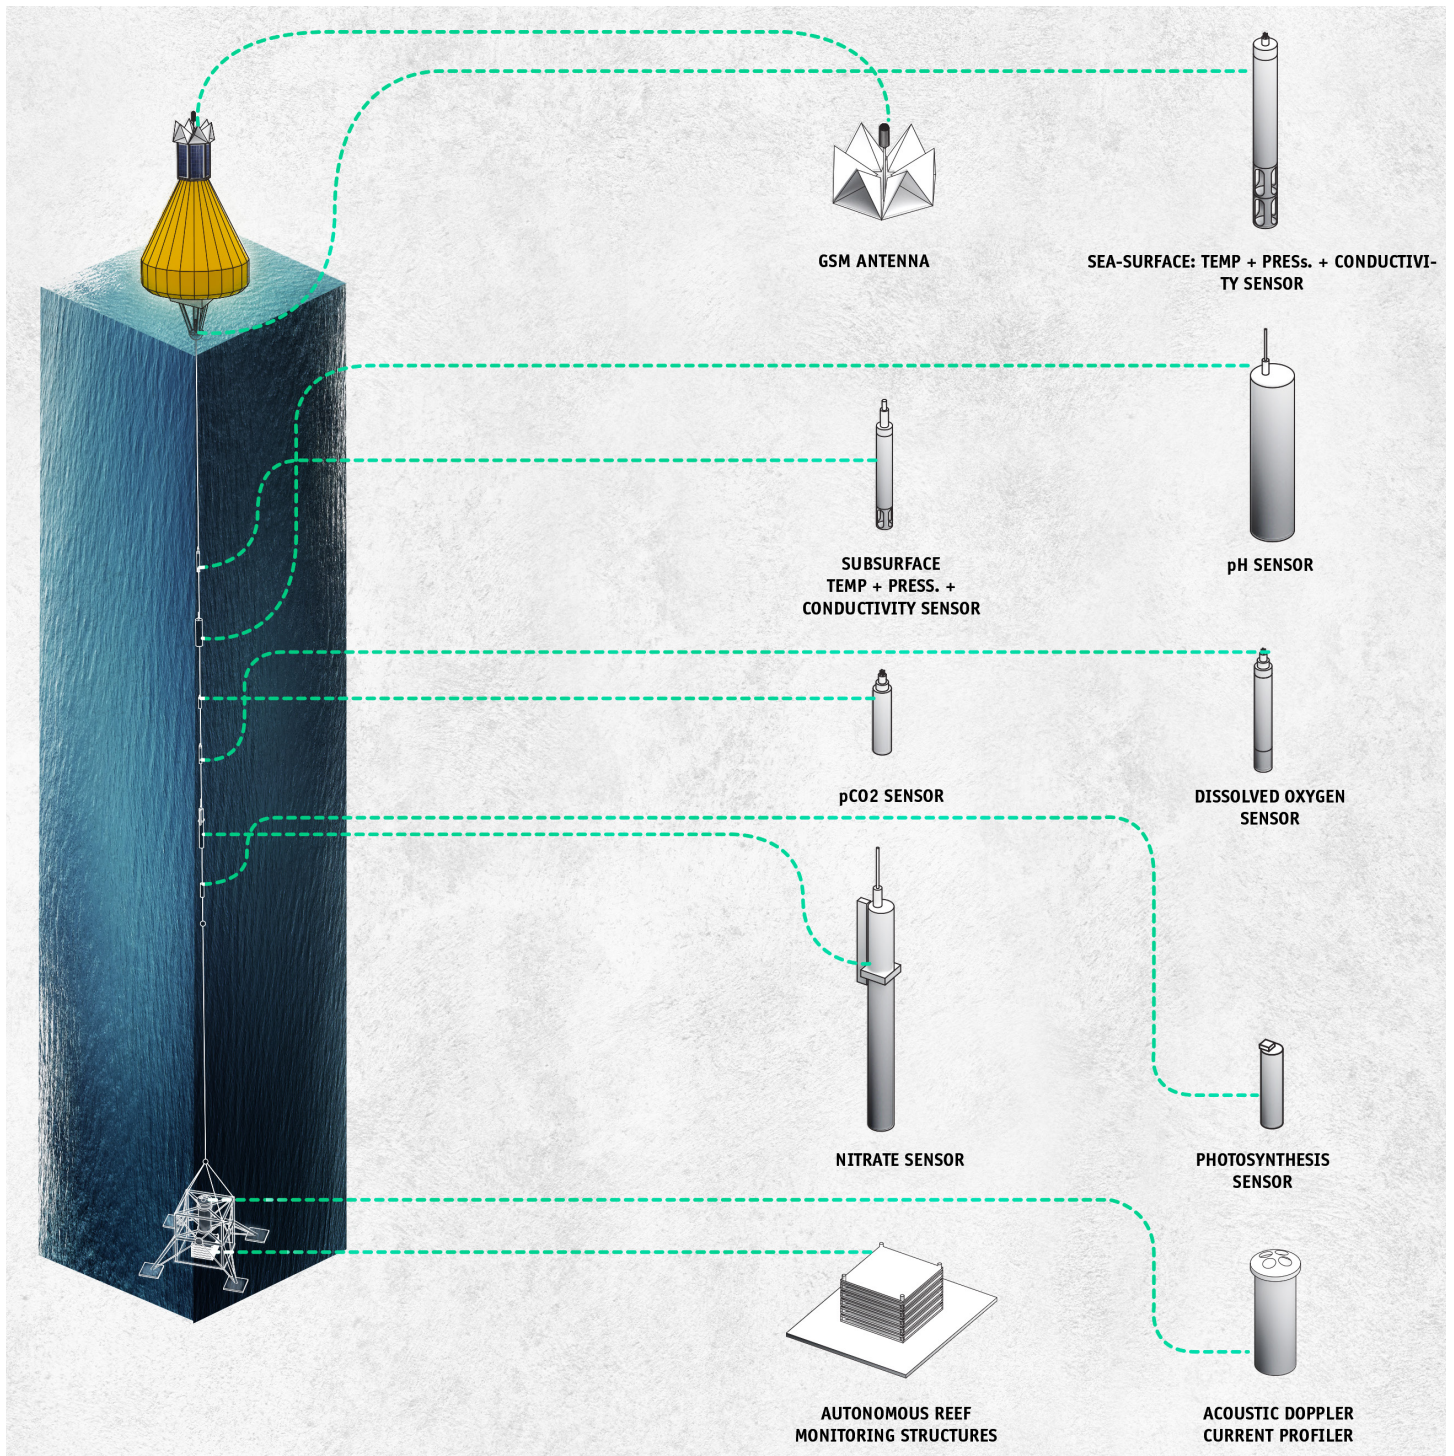 GSM ANTENNA
SEA-SURFACE: TEMP + PRESs. + CONDUCTIVI-
TY SENSOR
SUBSURFACE
TEMP + PRESS. +
CONDUCTIVITY SENSOR
pH SENSOR
pCO2 SENSOR
DISSOLVED OXYGEN
SENSOR
NITRATE SENSOR
PHOTOSYNTHESIS
SENSOR
AUTONOMOUS REEF
MONITORING STRUCTURES
ACOUSTIC DOPPLER
CURRENT PROFILER